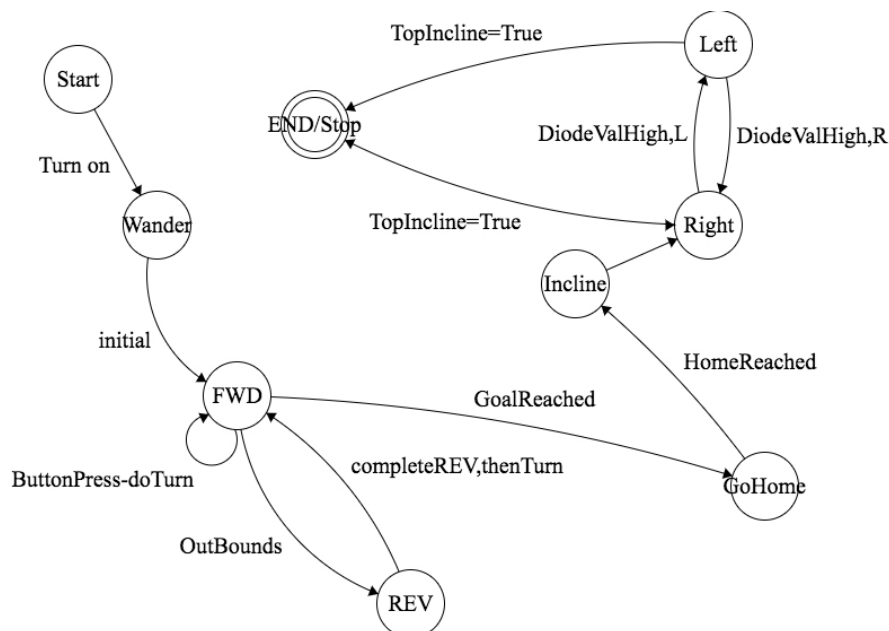 TopIncline=True
Left
Start
END/Stop
DiodeValHigh,L
DiodeValHigh,R
Turn on
Wander
TopIncline=True
Right
Incline
initial
HomeReached
FWD
GoalReached
ButtonPress-doTurn
completeREV,thenTurn
GoHome
OutBounds
REV